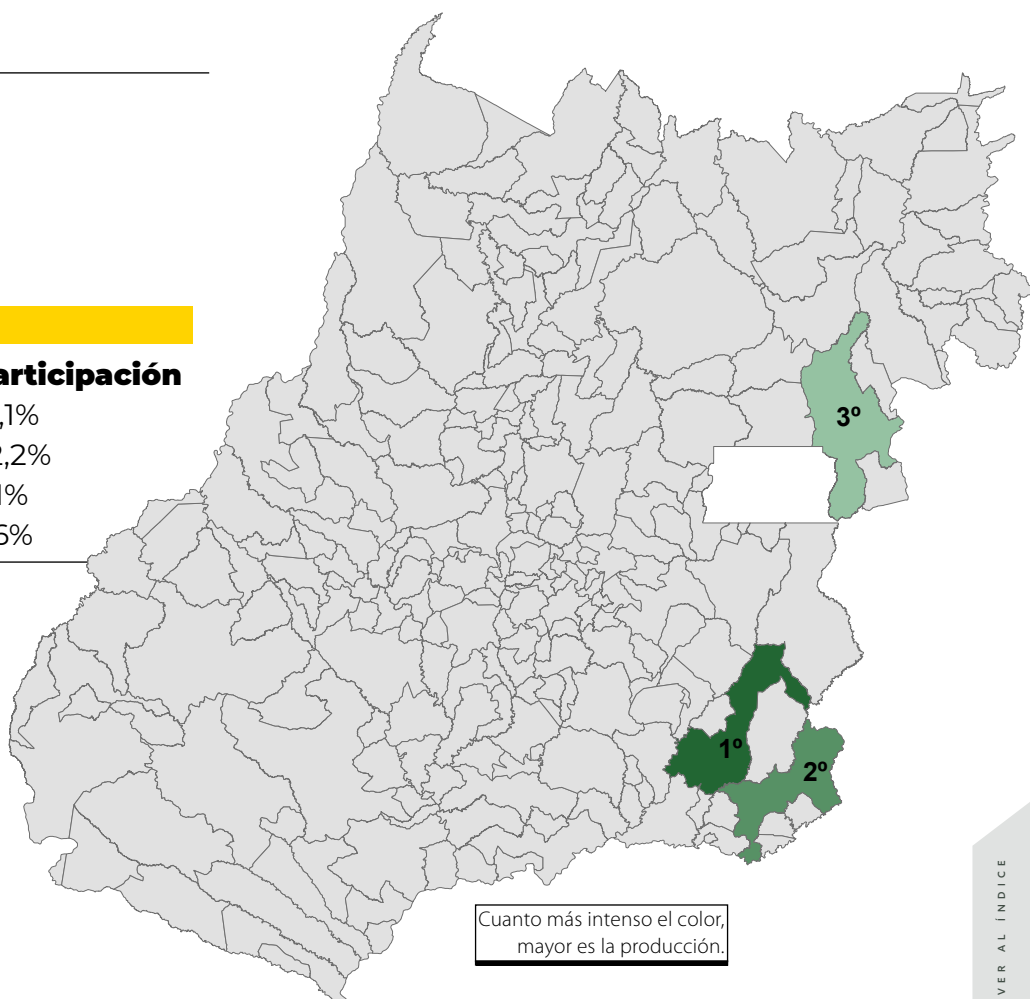 articipación
,1%
2,2%
1%
6%
3º
1º
2º
Cuanto más intenso el color,
mayor es la producción.
VER AL ÍNDICE